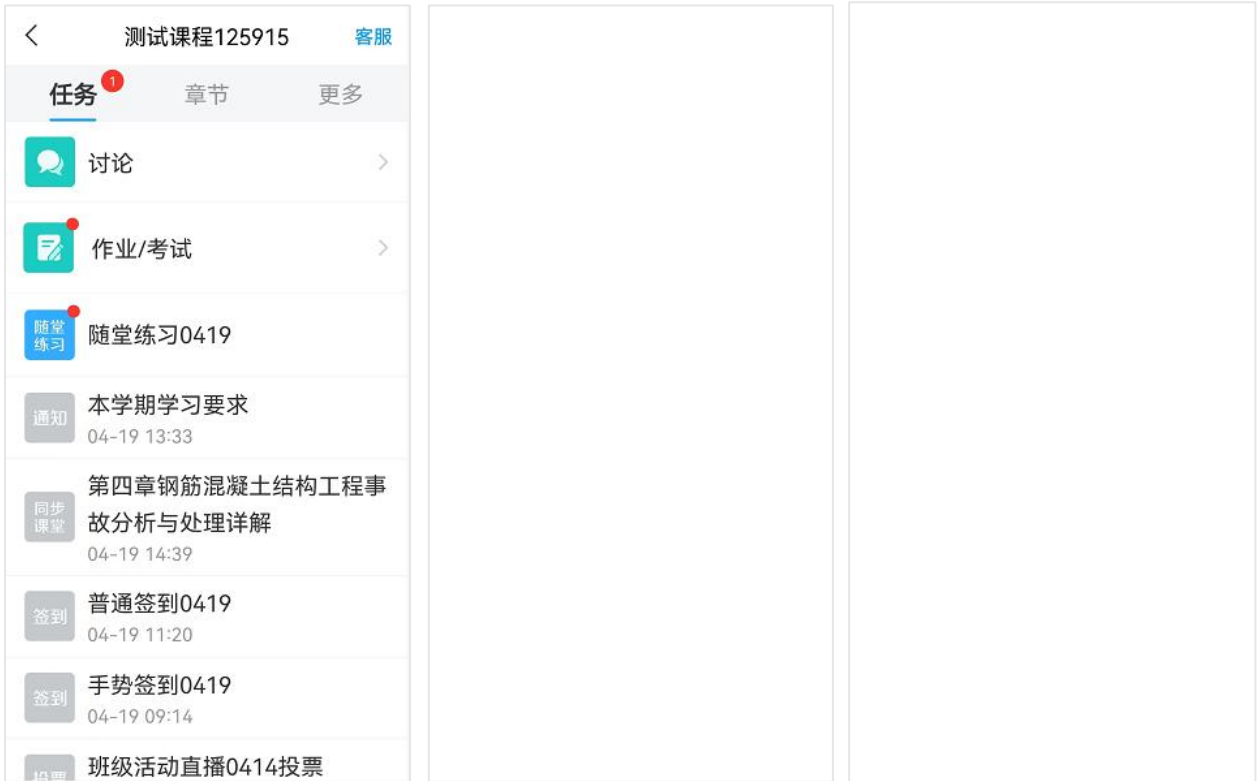 测试课程125915
客服
任务
1
章节
更多
讨论
作业/考试
随堂
练习
随堂练习0419
通知
本学期学习要求
04-19 13:33
同步
课堂
第四章钢筋混凝土结构工程事
故分析与处理详解
04-19 14:39
签到
普通签到0419
04-19 11:20
签到
手势签到0419
04-19 09:14
投票
班级活动直播0414投票